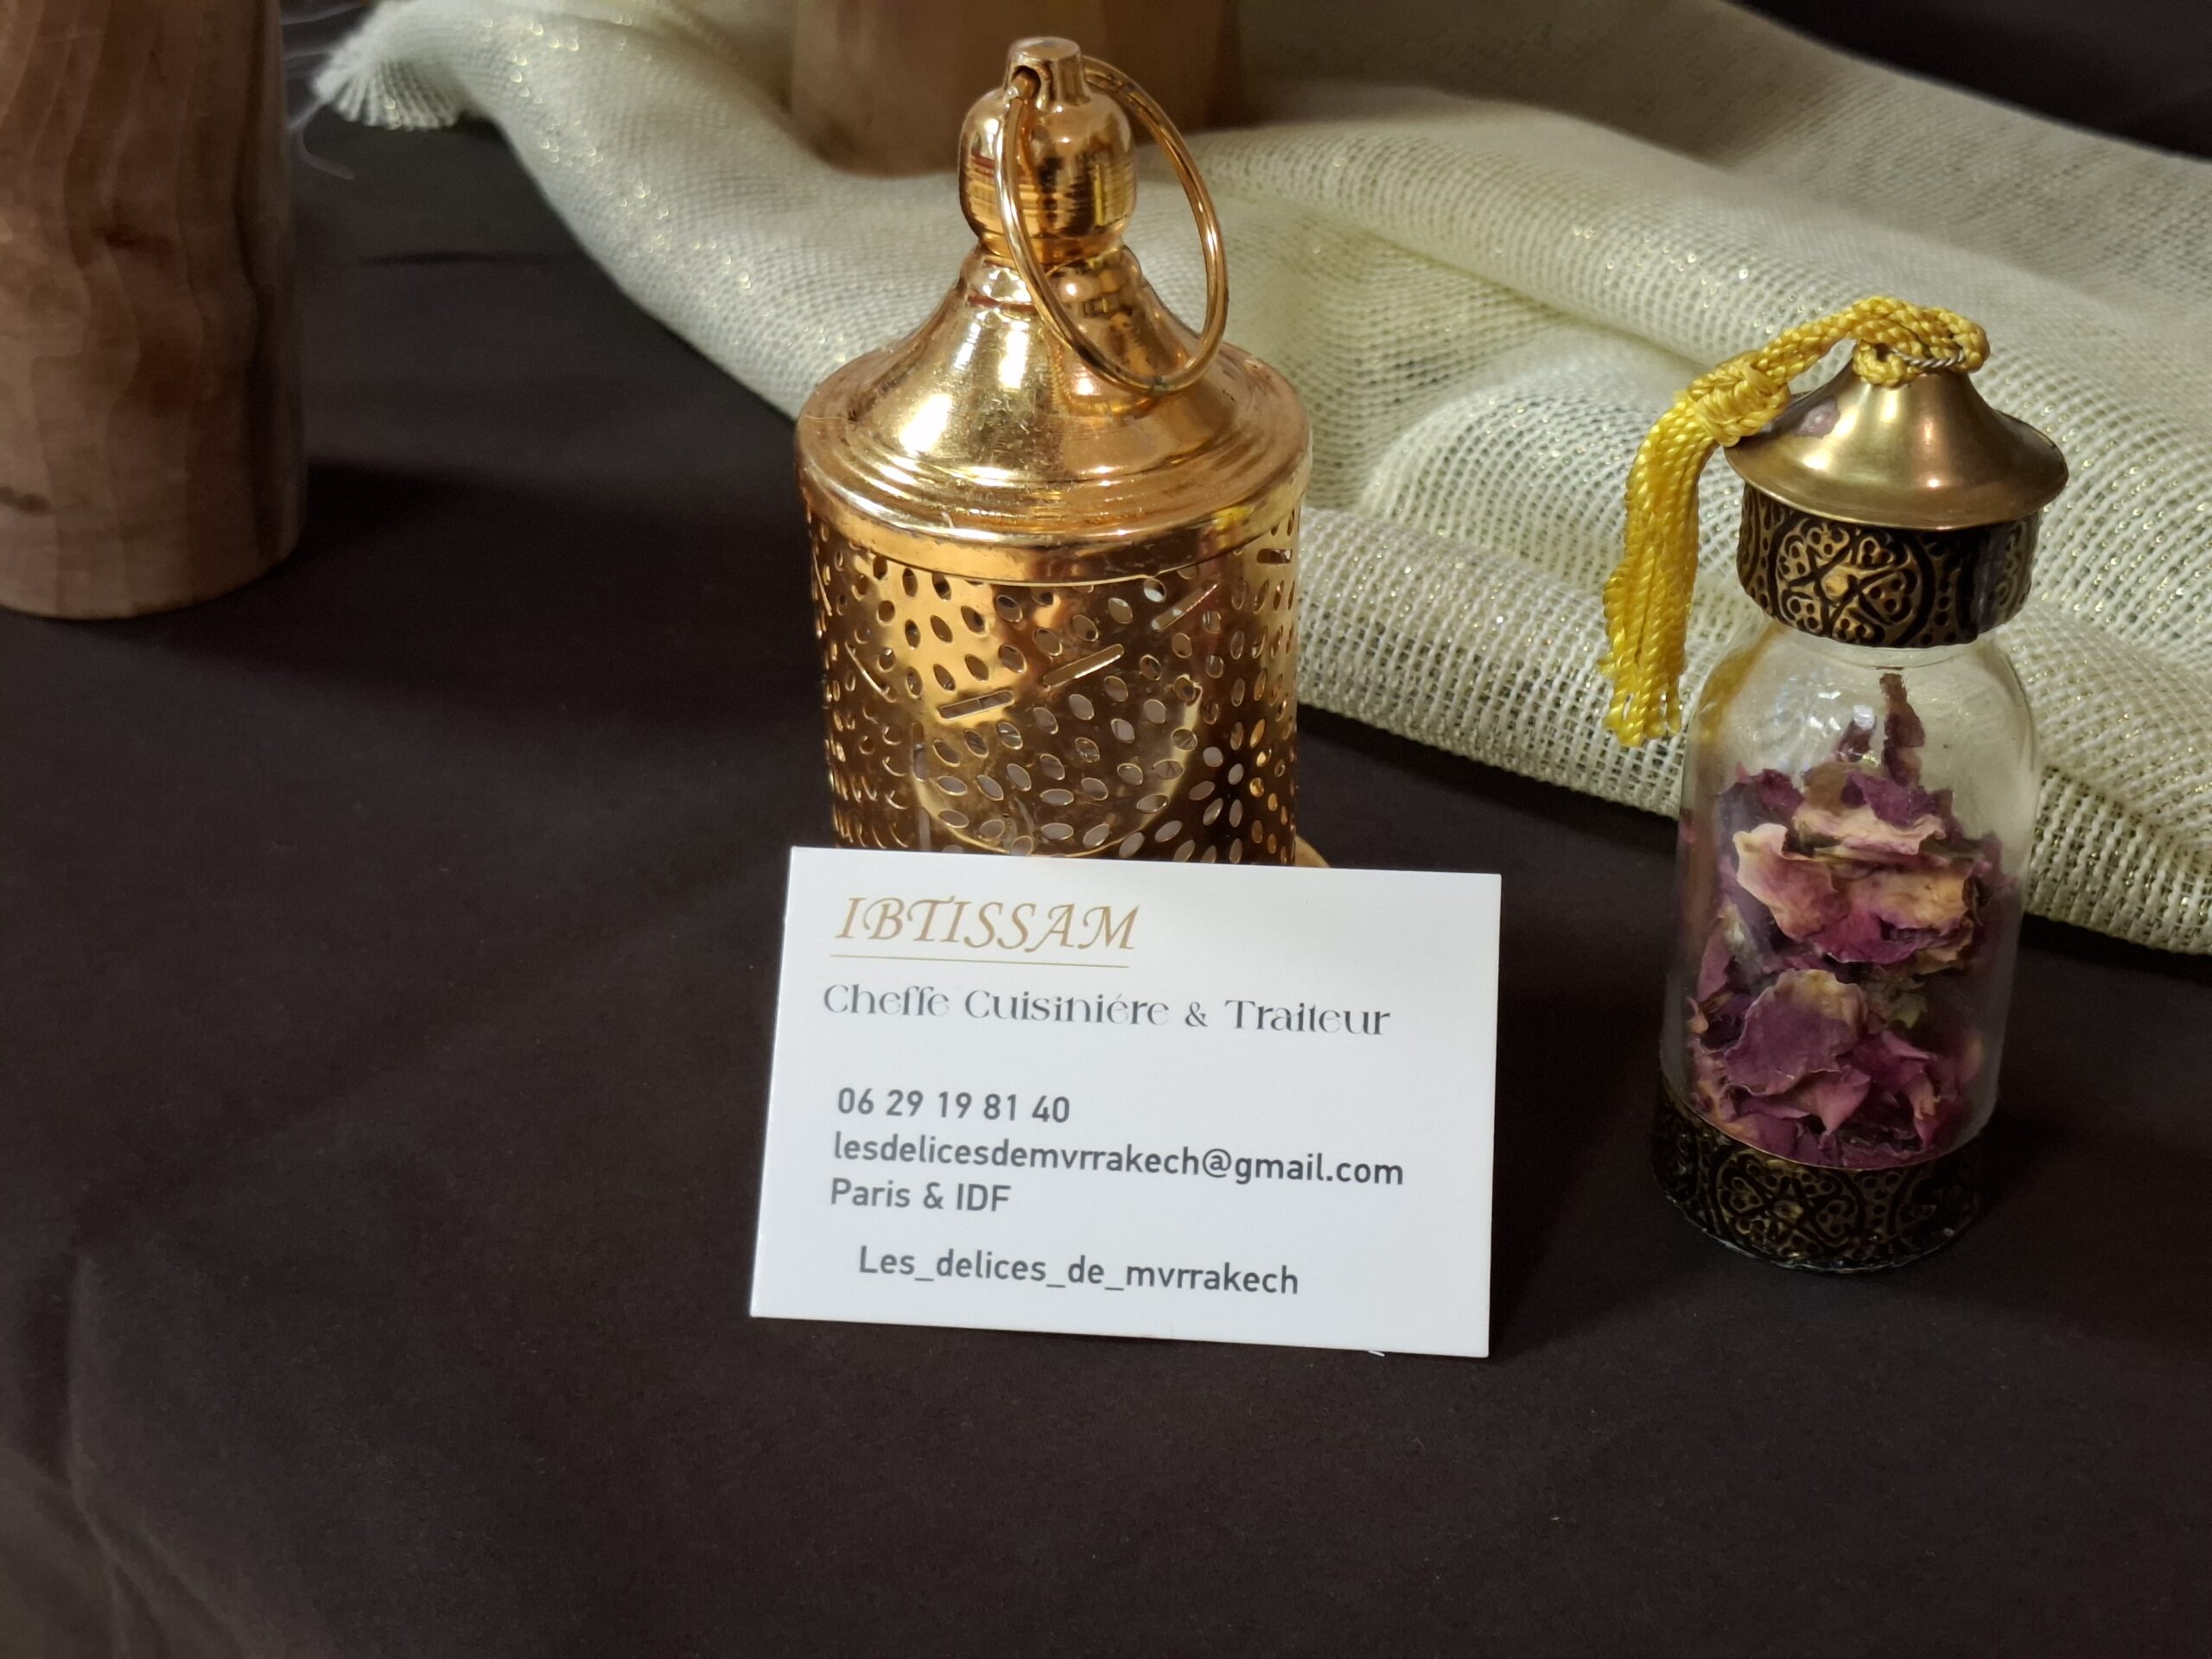 IBTISSAM
Cheffe Cuisiniére & Traiteur
06 29 19 81 40
lesdelicesdemvrrakech@gmail.com
Paris & IDF
Les_delices_de_mvrrakech